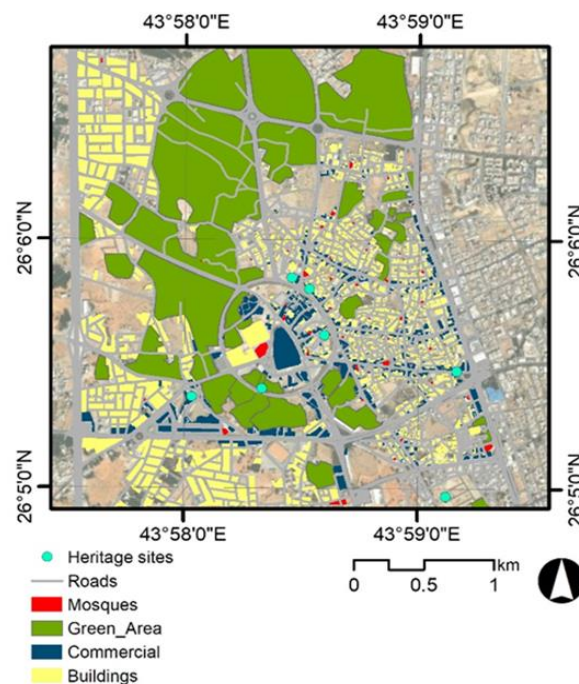 43°58'0"E 43°59'0"E
26°6'0"N 26°6'0"N
26°5'0"N 26°5'0"N
43°58'0"E 43°59'0"E
Heritage sites
Roads
Mosques
Green_Area
Commercial
Buildings
km
0 0.5 1